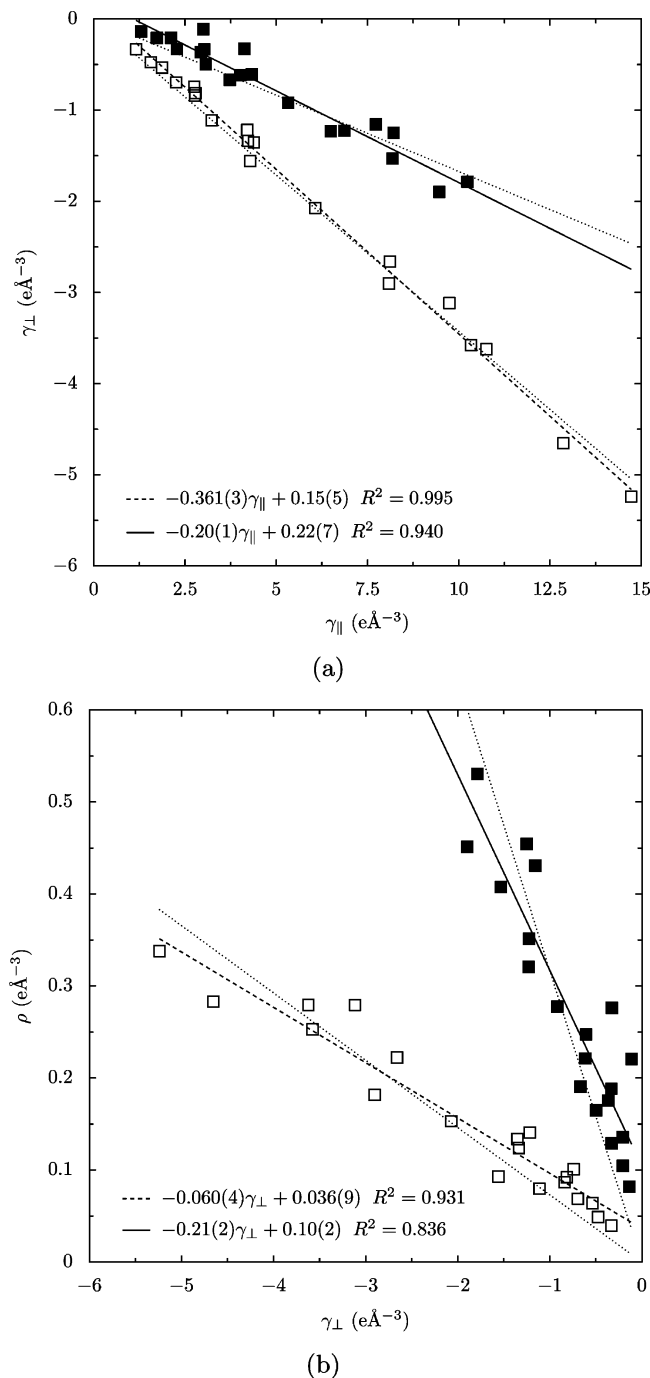 0
−1
−2
−3
−4
−5
−6
γ⊥ (eÅ⁻³)
−0.361(3)γ∥ + 0.15(5) R² = 0.995
−0.20(1)γ∥ + 0.22(7) R² = 0.940
0 2.5 5 7.5 10 12.5 15
γ∥ (eÅ⁻³)
(a)
0.6
0.5
0.4
0.3
0.2
0.1
0
ρ (eÅ⁻³)
−0.060(4)γ⊥ + 0.036(9) R² = 0.931
−0.21(2)γ⊥ + 0.10(2) R² = 0.836
−6 −5 −4 −3 −2 −1 0
γ⊥ (eÅ⁻³)
(b)